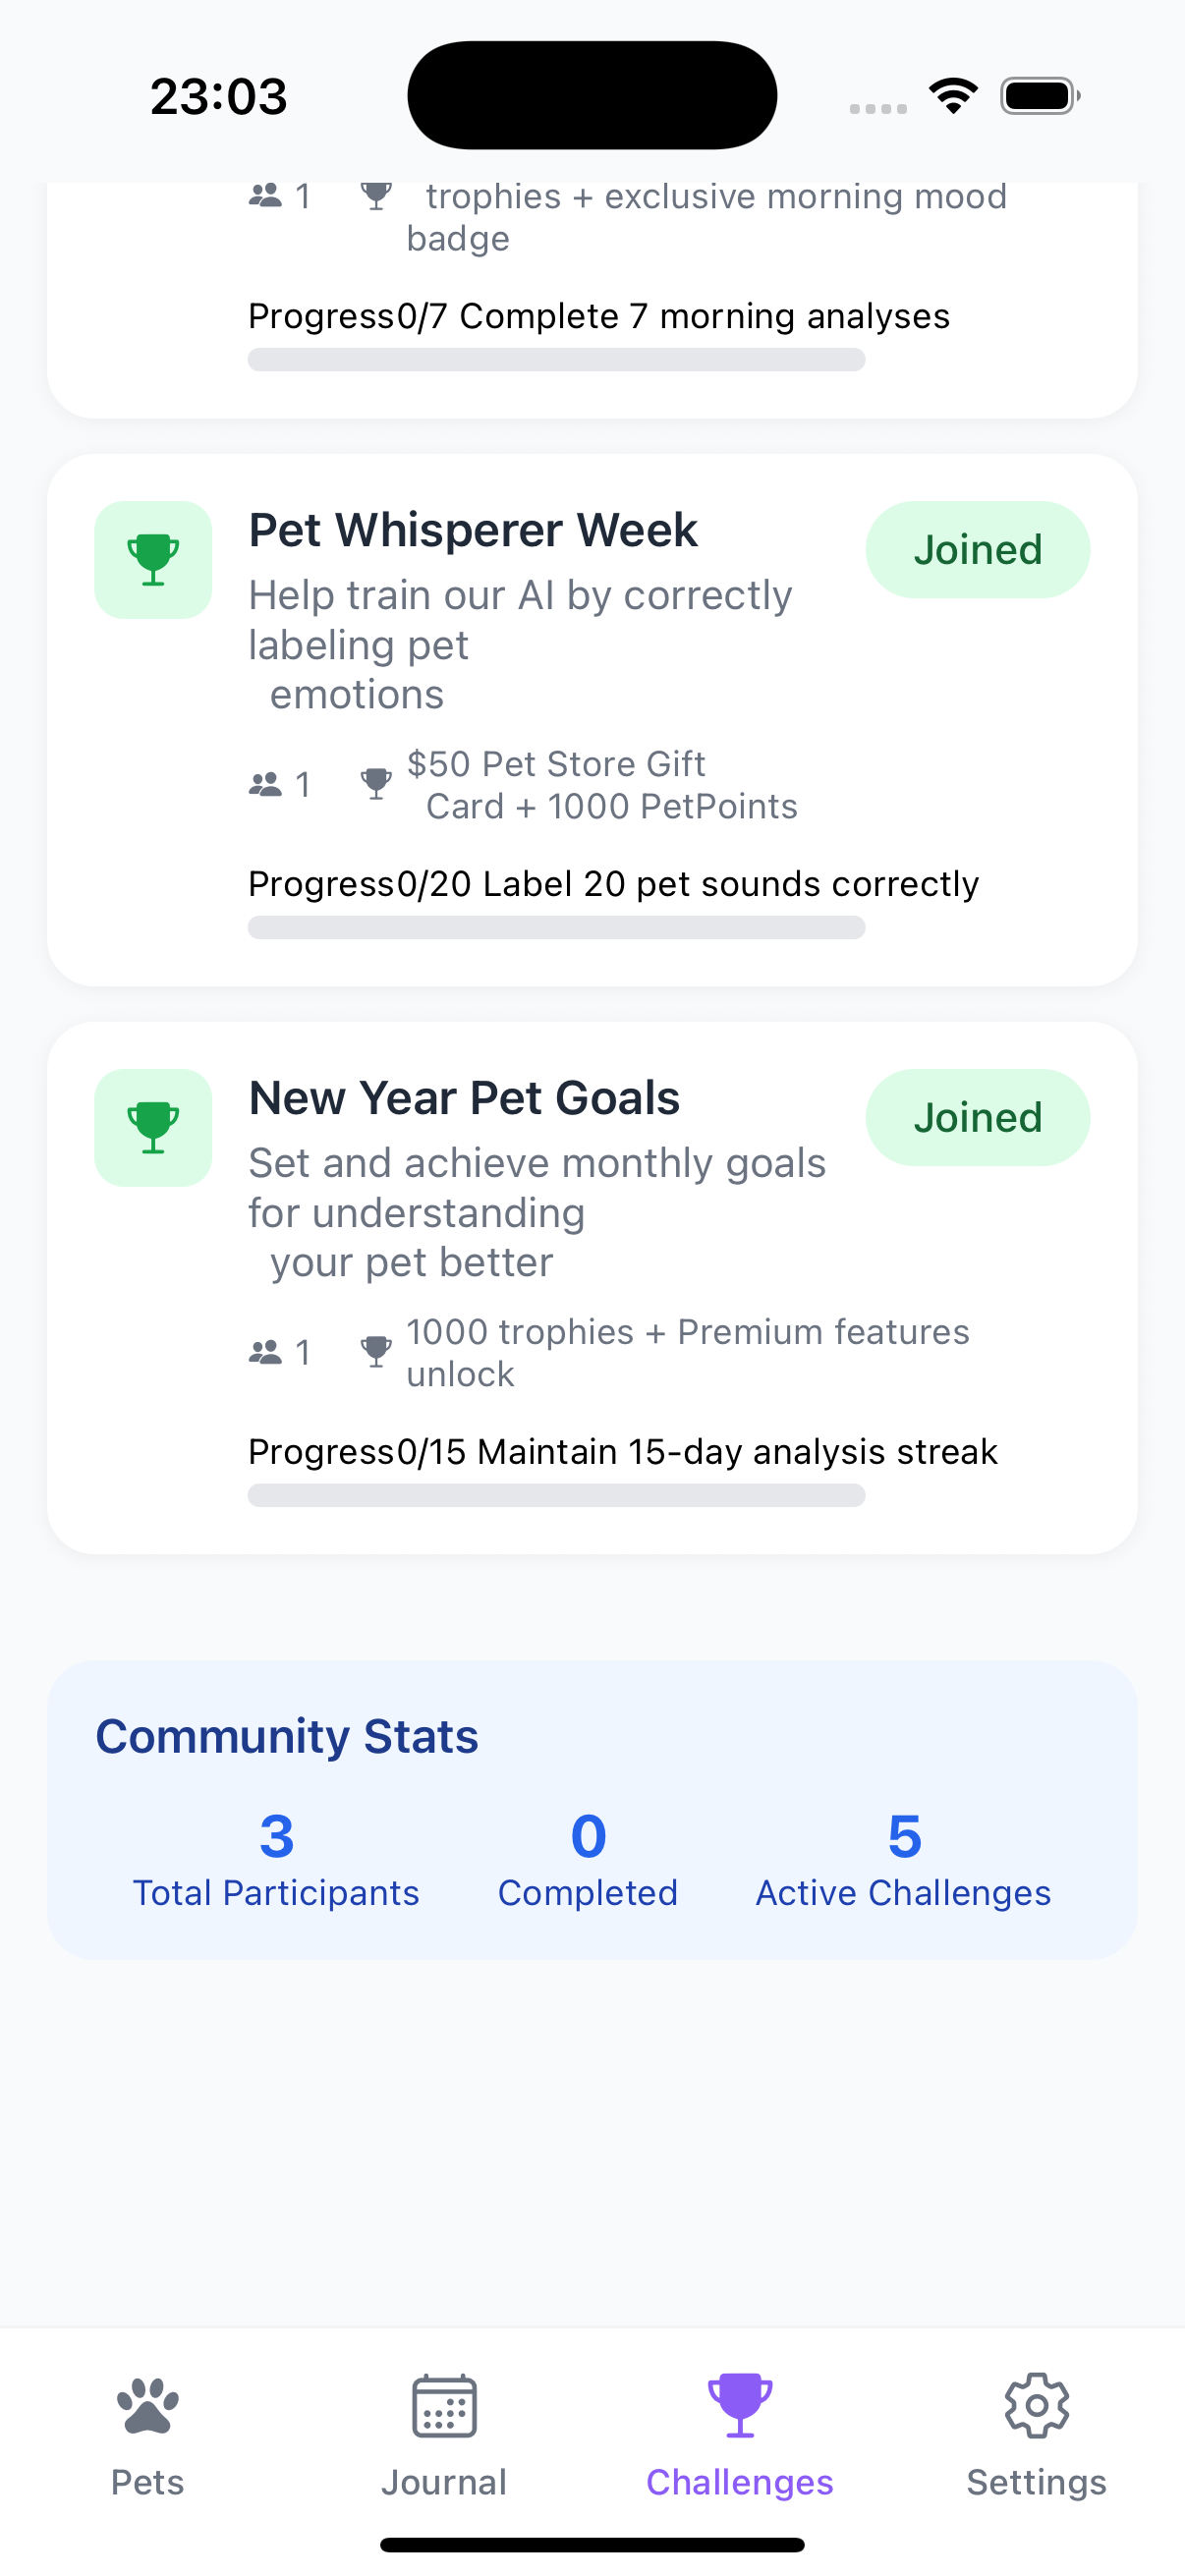 23:03
1
trophies + exclusive morning mood
badge
Progress0/7 Complete 7 morning analyses
Pet Whisperer Week
Joined
Help train our AI by correctly
labeling pet
emotions
1
$50 Pet Store Gift
Card + 1000 PetPoints
Progress0/20 Label 20 pet sounds correctly
New Year Pet Goals
Joined
Set and achieve monthly goals
for understanding
your pet better
1
1000 trophies + Premium features
unlock
Progress0/15 Maintain 15-day analysis streak
Community Stats
3
0
5
Total Participants
Completed
Active Challenges
Pets
Journal
Challenges
Settings